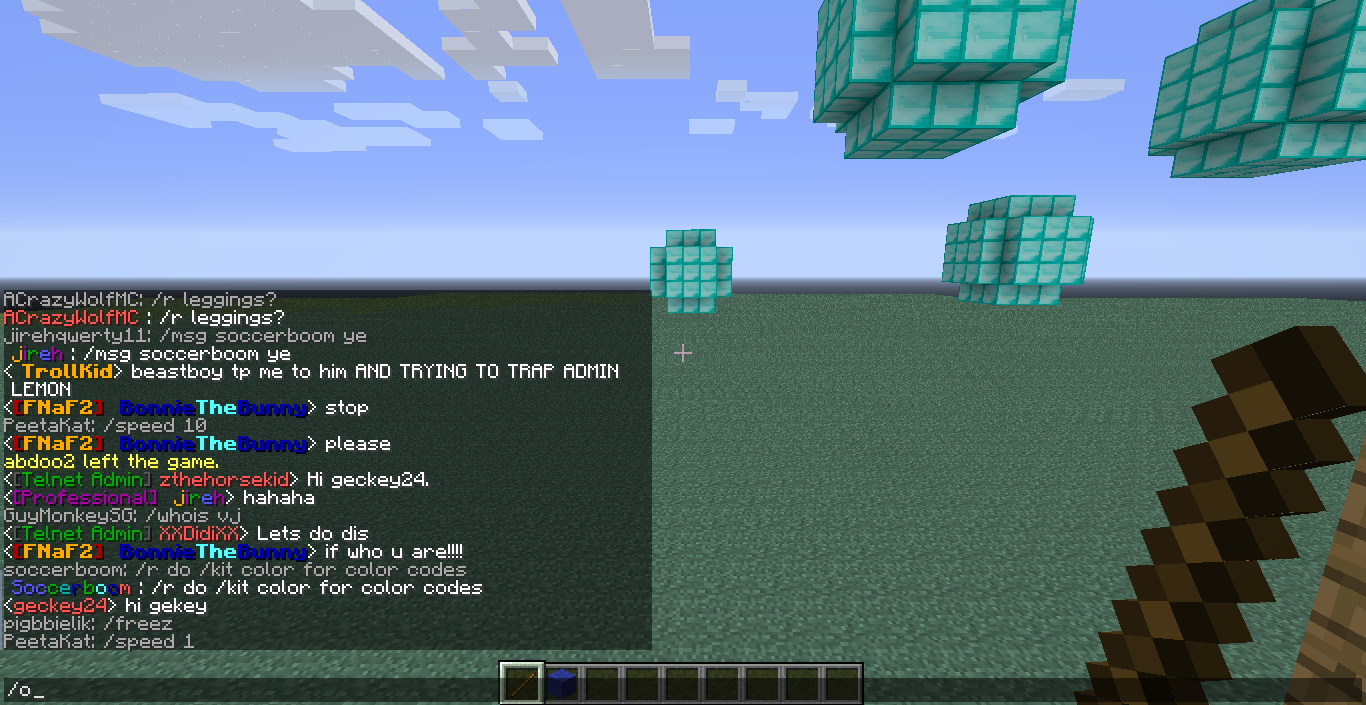 ACrazyWolfMC: /r leggings?
ACrazyWolfMC : /r leggings?
jirehqwerty11: /msg soccerboom ye
jireh : /msg soccerboom ye
< TrollKid> beastboy tp me to him AND TRYING TO TRAP ADMIN
LEMON
<[FNaF2] BonnieTheBunny> stop
PeetaKat: /speed 10
<[FNaF2] BonnieTheBunny> please
abdoo2 left the game.
<[Telnet Admin] zthehorsekid> Hi geckey24.
<[Professional] jireh> hahaha
GuyMonkeySG: /whois vj
<[Telnet Admin] XXDidiXX> Lets do dis
<[FNaF2] BonnieTheBunny> if who u are!!!!
soccerboom: /r do /kit color for color codes
Soccerboom : /r do /kit color for color codes
<geckey24> hi gekey
pigbbielik: /freez
PeetaKat: /speed 1
/o_